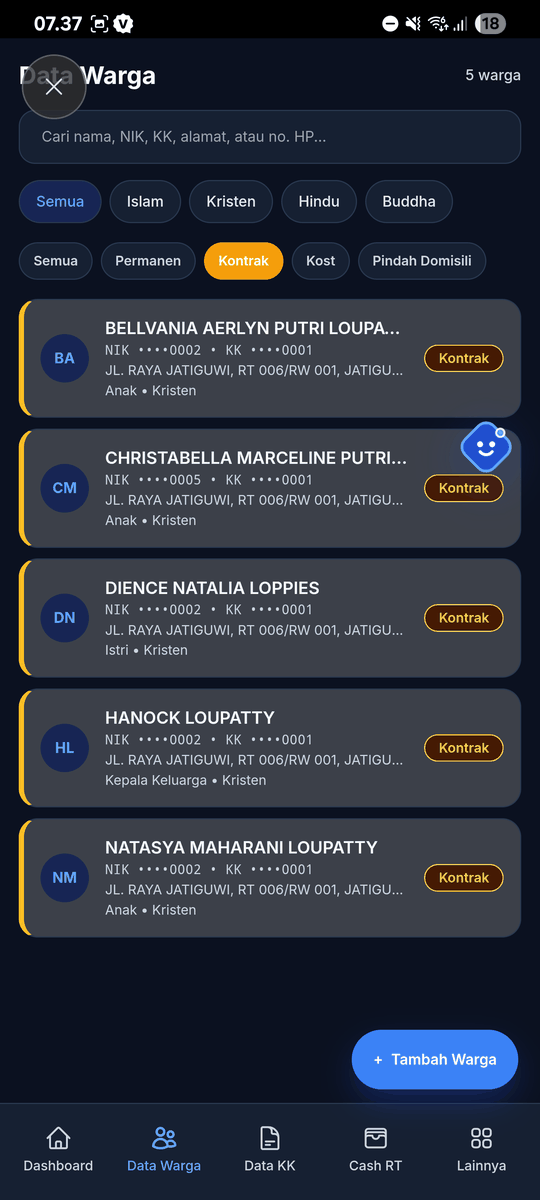 07.37
18
Data Warga
5 warga
Cari nama, NIK, KK, alamat, atau no. HP...
Semua
Islam
Kristen
Hindu
Buddha
Semua
Permanen
Kontrak
Kost
Pindah Domisili
BA
BELLVANIA AERLYN PUTRI LOUPA...
NIK ••••0002 • KK ••••0001
JL. RAYA JATIGUWI, RT 006/RW 001, JATIGU...
Anak • Kristen
Kontrak
CM
CHRISTABELLA MARCELINE PUTRI...
NIK ••••0005 • KK ••••0001
JL. RAYA JATIGUWI, RT 006/RW 001, JATIGU...
Anak • Kristen
Kontrak
DN
DIENCE NATALIA LOPPIES
NIK ••••0002 • KK ••••0001
JL. RAYA JATIGUWI, RT 006/RW 001, JATIGU...
Istri • Kristen
Kontrak
HL
HANOCK LOUPATTY
NIK ••••0002 • KK ••••0001
JL. RAYA JATIGUWI, RT 006/RW 001, JATIGU...
Kepala Keluarga • Kristen
Kontrak
NM
NATASYA MAHARANI LOUPATTY
NIK ••••0002 • KK ••••0001
JL. RAYA JATIGUWI, RT 006/RW 001, JATIGU...
Anak • Kristen
Kontrak
+ Tambah Warga
Dashboard
Data Warga
Data KK
Cash RT
Lainnya